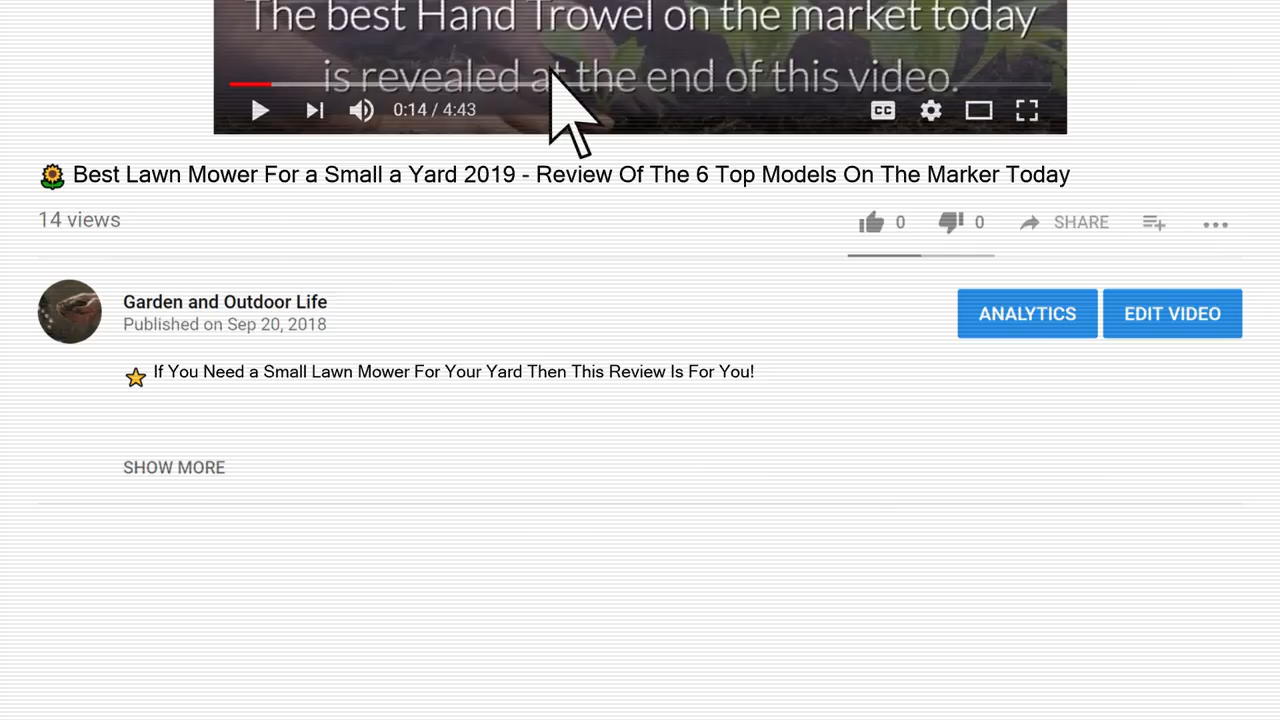 The best Hand Trowel on the market today
is revealed at the end of this video.
0:14 / 4:43
CC
Best Lawn Mower For a Small a Yard 2019 - Review Of The 6 Top Models On The Marker Today
14 views
0
0
SHARE
Garden and Outdoor Life
Published on Sep 20, 2018
ANALYTICS
EDIT VIDEO
If You Need a Small Lawn Mower For Your Yard Then This Review Is For You!
SHOW MORE